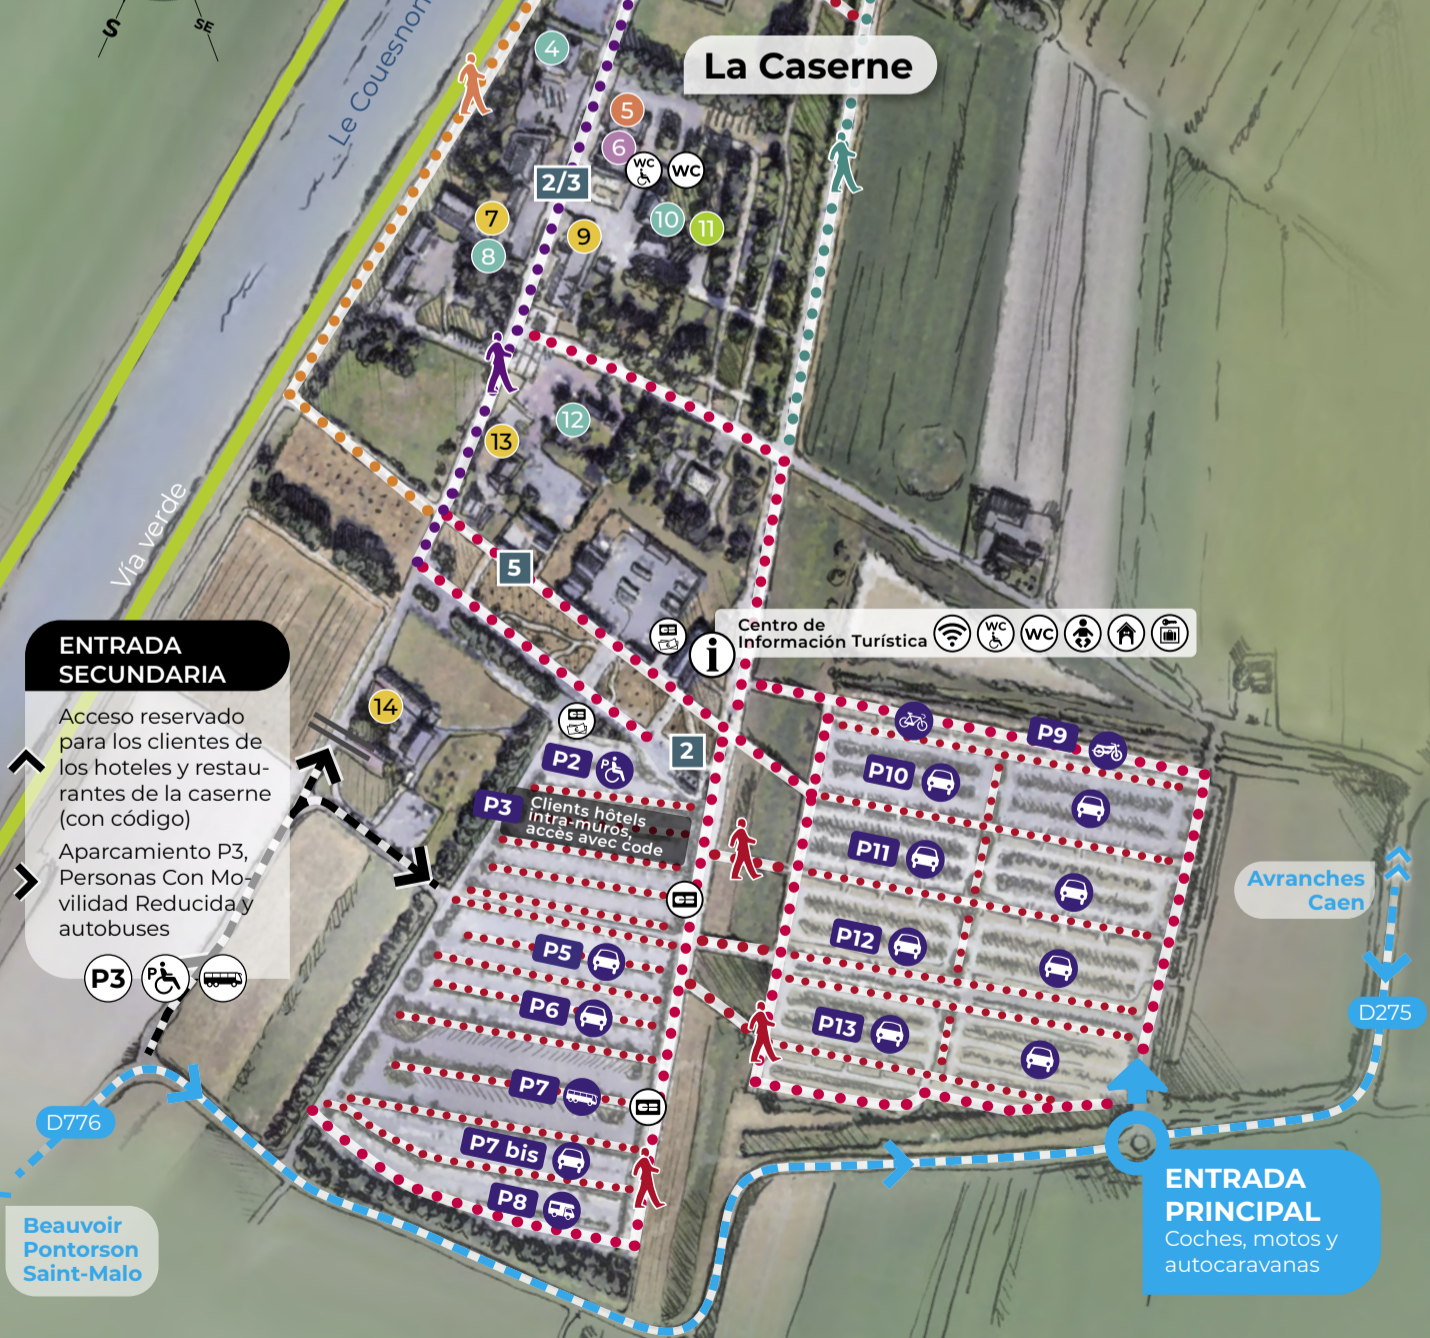 S
SE
Le Couesnon
4
La Caserne
5
6
WC
WC
2/3
7
10
11
9
8
12
13
Vía verde
5
Centro de
Información Turística
WC
WC
i
ENTRADA
SECUNDARIA
Acceso reservado
para los clientes de
los hoteles y restau-
rantes de la caserne
(con código)
Aparcamiento P3,
Personas Con Mo-
vilidad Reducida y
autobuses
P3
P
14
2
P2
P
P3
Clients hôtels
intra-muros,
accès avec code
P9
P10
P11
P12
P13
P5
P6
P7
P7 bis
P8
Avranches
Caen
D275
D776
Beauvoir
Pontorson
Saint-Malo
ENTRADA
PRINCIPAL
Coches, motos y
autocaravanas